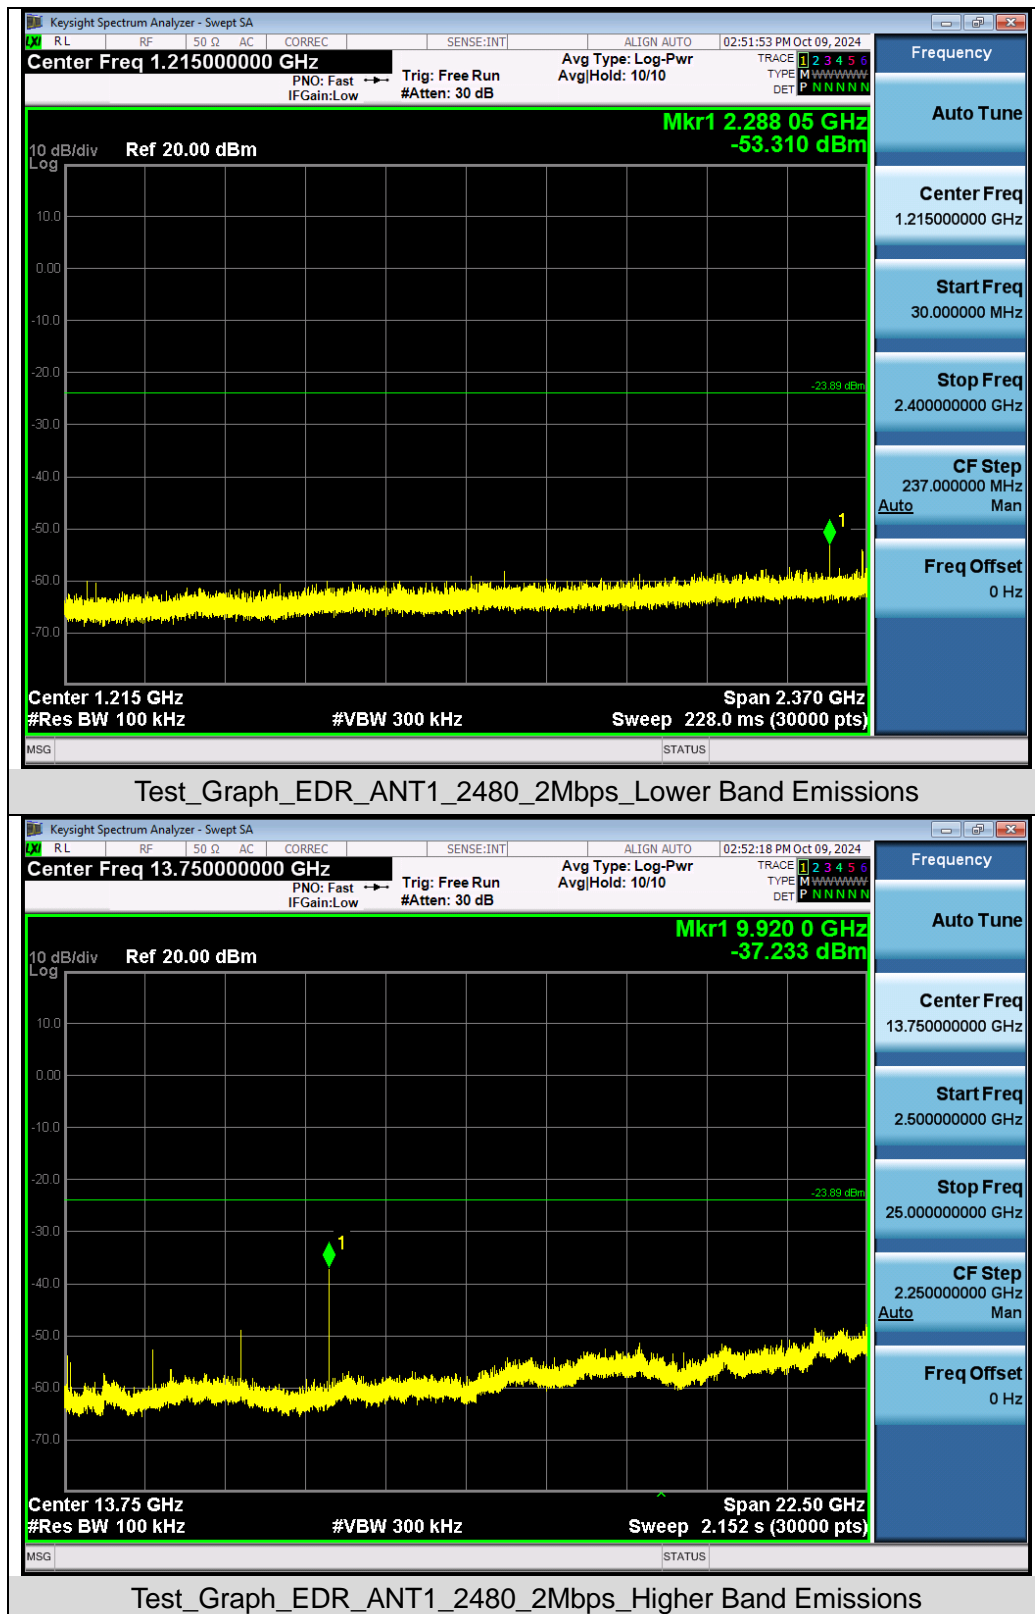 Keysight Spectrum Analyzer - Swept SA
LXI RL RF 50 Ω AC CORREC SENSE:INT ALIGN AUTO 02:51:53 PM Oct 09, 2024
Center Freq 1.215000000 GHz
PNO: Fast
IFGain:Low
Trig: Free Run
#Atten: 30 dB
Avg Type: Log-Pwr
Avg|Hold: 10/10
TRACE 1 2 3 4 5 6
TYPE M WWWWW
DET P N N N N N
Mkr1 2.288 05 GHz
-53.310 dBm
10 dB/div Ref 20.00 dBm
Log
10.0
0.00
-10.0
-20.0
-23.89 dBm
-30.0
-40.0
-50.0
1
-60.0
-70.0
Center 1.215 GHz Span 2.370 GHz
#Res BW 100 kHz #VBW 300 kHz Sweep 228.0 ms (30000 pts)
MSG STATUS
Frequency
Auto Tune
Center Freq
1.215000000 GHz
Start Freq
30.000000 MHz
Stop Freq
2.400000000 GHz
CF Step
237.000000 MHz
Auto Man
Freq Offset
0 Hz
Test_Graph_EDR_ANT1_2480_2Mbps_Lower Band Emissions
Keysight Spectrum Analyzer - Swept SA
LXI RL RF 50 Ω AC CORREC SENSE:INT ALIGN AUTO 02:52:18 PM Oct 09, 2024
Center Freq 13.750000000 GHz
PNO: Fast
IFGain:Low
Trig: Free Run
#Atten: 30 dB
Avg Type: Log-Pwr
Avg|Hold: 10/10
TRACE 1 2 3 4 5 6
TYPE M WWWWW
DET P N N N N N
Mkr1 9.920 0 GHz
-37.233 dBm
10 dB/div Ref 20.00 dBm
Log
10.0
0.00
-10.0
-20.0
-23.89 dBm
-30.0
1
-40.0
-50.0
-60.0
-70.0
Center 13.75 GHz Span 22.50 GHz
#Res BW 100 kHz #VBW 300 kHz Sweep 2.152 s (30000 pts)
MSG STATUS
Frequency
Auto Tune
Center Freq
13.750000000 GHz
Start Freq
2.500000000 GHz
Stop Freq
25.000000000 GHz
CF Step
2.250000000 GHz
Auto Man
Freq Offset
0 Hz
Test_Graph_EDR_ANT1_2480_2Mbps_Higher Band Emissions